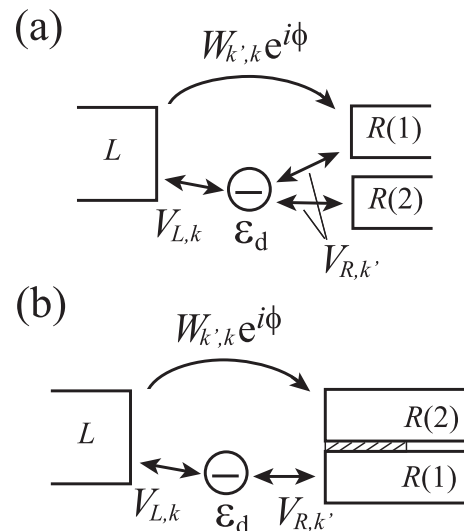 (a)
W_{k',k} e^{iϕ}
L
R(1)
R(2)
V_{L,k}
ε_d
V_{R,k'}
(b)
W_{k',k} e^{iϕ}
L
R(2)
R(1)
V_{L,k}
ε_d
V_{R,k'}